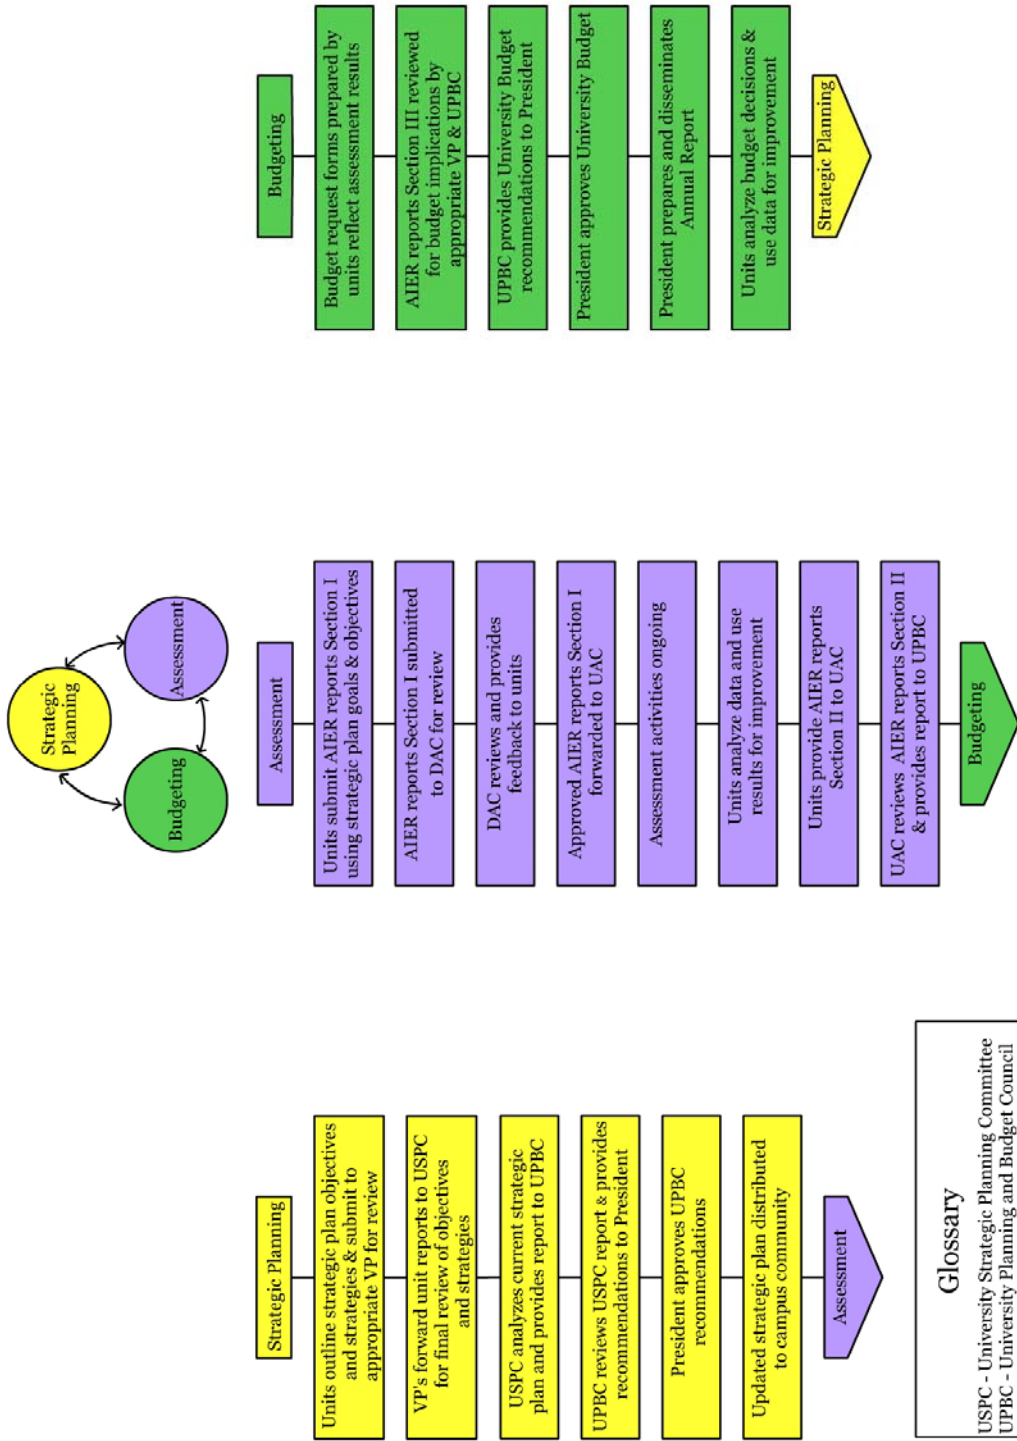 Strategic
Planning
Budgeting
Assessment
Strategic Planning
Units outline strategic plan objectives
and strategies & submit to
appropriate VP for review
VP's forward unit reports to USPC
for final review of objectives
and strategies
USPC analyzes current strategic
plan and provides report to UPBC
UPBC reviews USPC report & provides
recommendations to President
President approves UPBC
recommendations
Updated strategic plan distributed
to campus community
Assessment
Assessment
Units submit AIER reports Section I
using strategic plan goals & objectives
AIER reports Section I submitted
to DAC for review
DAC reviews and provides
feedback to units
Approved AIER reports Section I
forwarded to UAC
Assessment activities ongoing
Units analyze data and use
results for improvement
Units provide AIER reports
Section II to UAC
UAC reviews AIER reports Section II
& provides report to UPBC
Budgeting
Budgeting
Budget request forms prepared by
units reflect assessment results
AIER reports Section III reviewed
for budget implications by
appropriate VP & UPBC
UPBC provides University Budget
recommendations to President
President approves University Budget
President prepares and disseminates
Annual Report
Units analyze budget decisions &
use data for improvement
Strategic Planning
Glossary
USPC - University Strategic Planning Committee
UPBC - University Planning and Budget Council